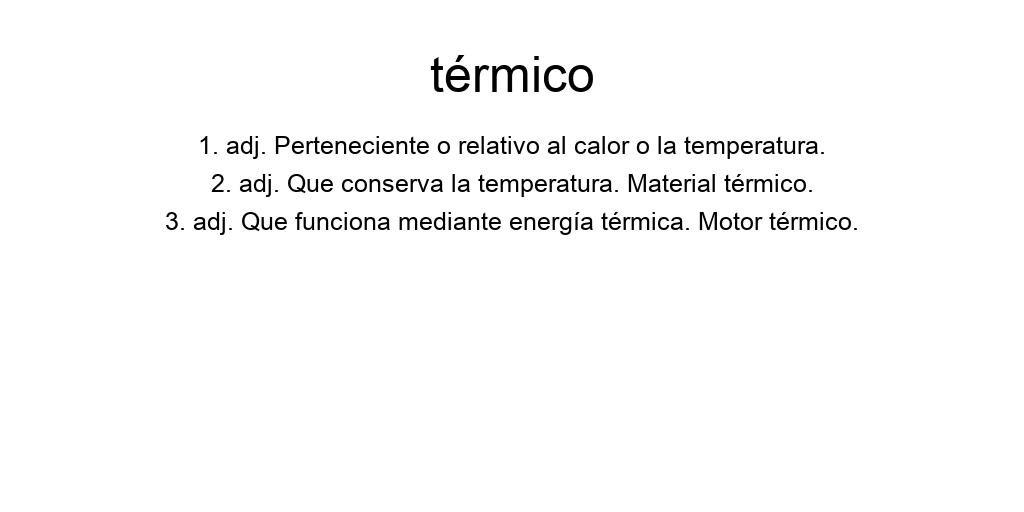 térmico
1. adj. Perteneciente o relativo al calor o la temperatura.
2. adj. Que conserva la temperatura. Material térmico.
3. adj. Que funciona mediante energía térmica. Motor térmico.